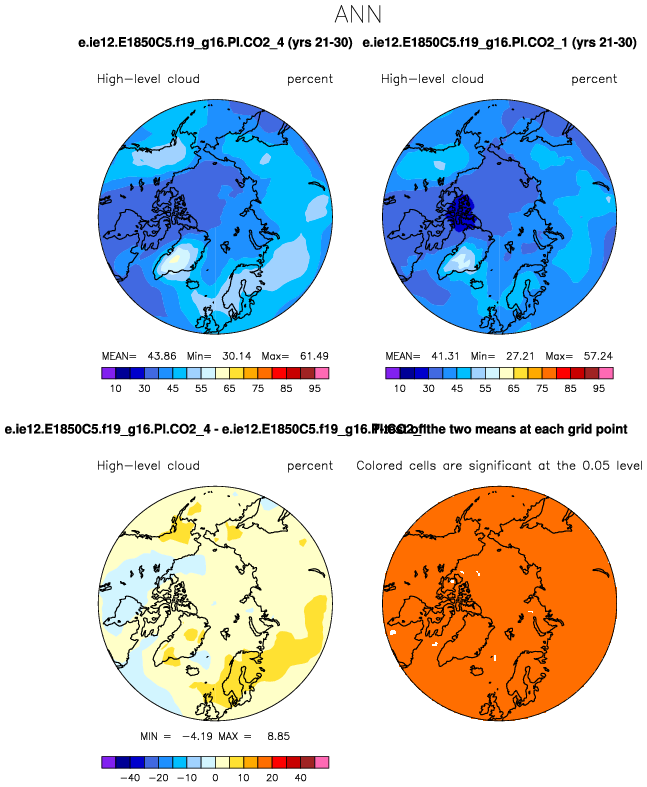 ANN
e.ie12.E1850C5.f19_g16.PI.CO2_4 (yrs 21-30)
e.ie12.E1850C5.f19_g16.PI.CO2_1 (yrs 21-30)
High-level cloud percent
High-level cloud percent
MEAN= 43.86 Min= 30.14 Max= 61.49
MEAN= 41.31 Min= 27.21 Max= 57.24
10 30 45 55 65 75 85 95
10 30 45 55 65 75 85 95
e.ie12.E1850C5.f19_g16.PI.CO2_4 - e.ie12.E1850C5.f19_g16.PI.CO2_1
of the two means at each grid point
High-level cloud percent
Colored cells are significant at the 0.05 level
MIN = -4.19 MAX = 8.85
-40 -20 -10 0 10 20 40